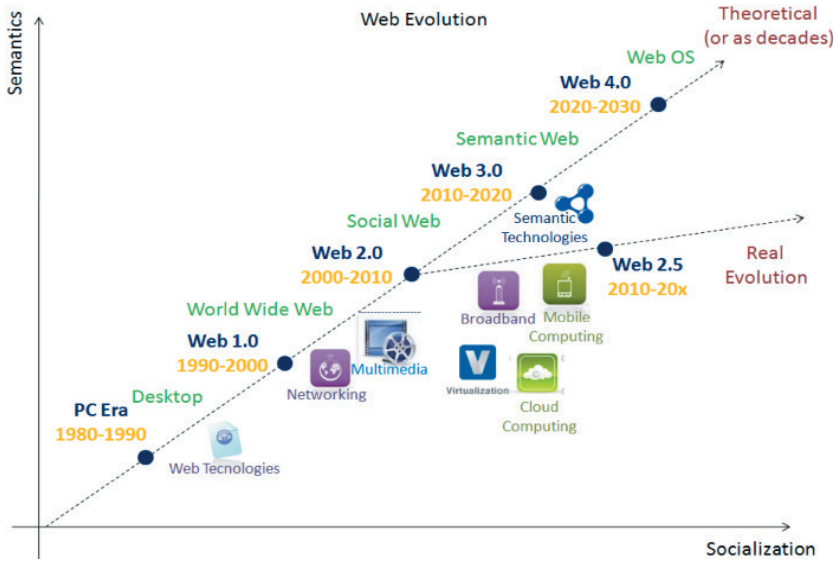 Web Evolution
Theoretical
(or as decades)
Semantics
Web OS
Web 4.0
2020-2030
Semantic Web
Web 3.0
2010-2020
Semantic
Technologies
Social Web
Web 2.0
2000-2010
Web 2.5
2010-20x
Real
Evolution
World Wide Web
Broadband
Mobile
Computing
Web 1.0
1990-2000
Networking
Multimedia
V
Virtualization
Cloud
Computing
Desktop
PC Era
1980-1990
Web Tecnologies
Socialization